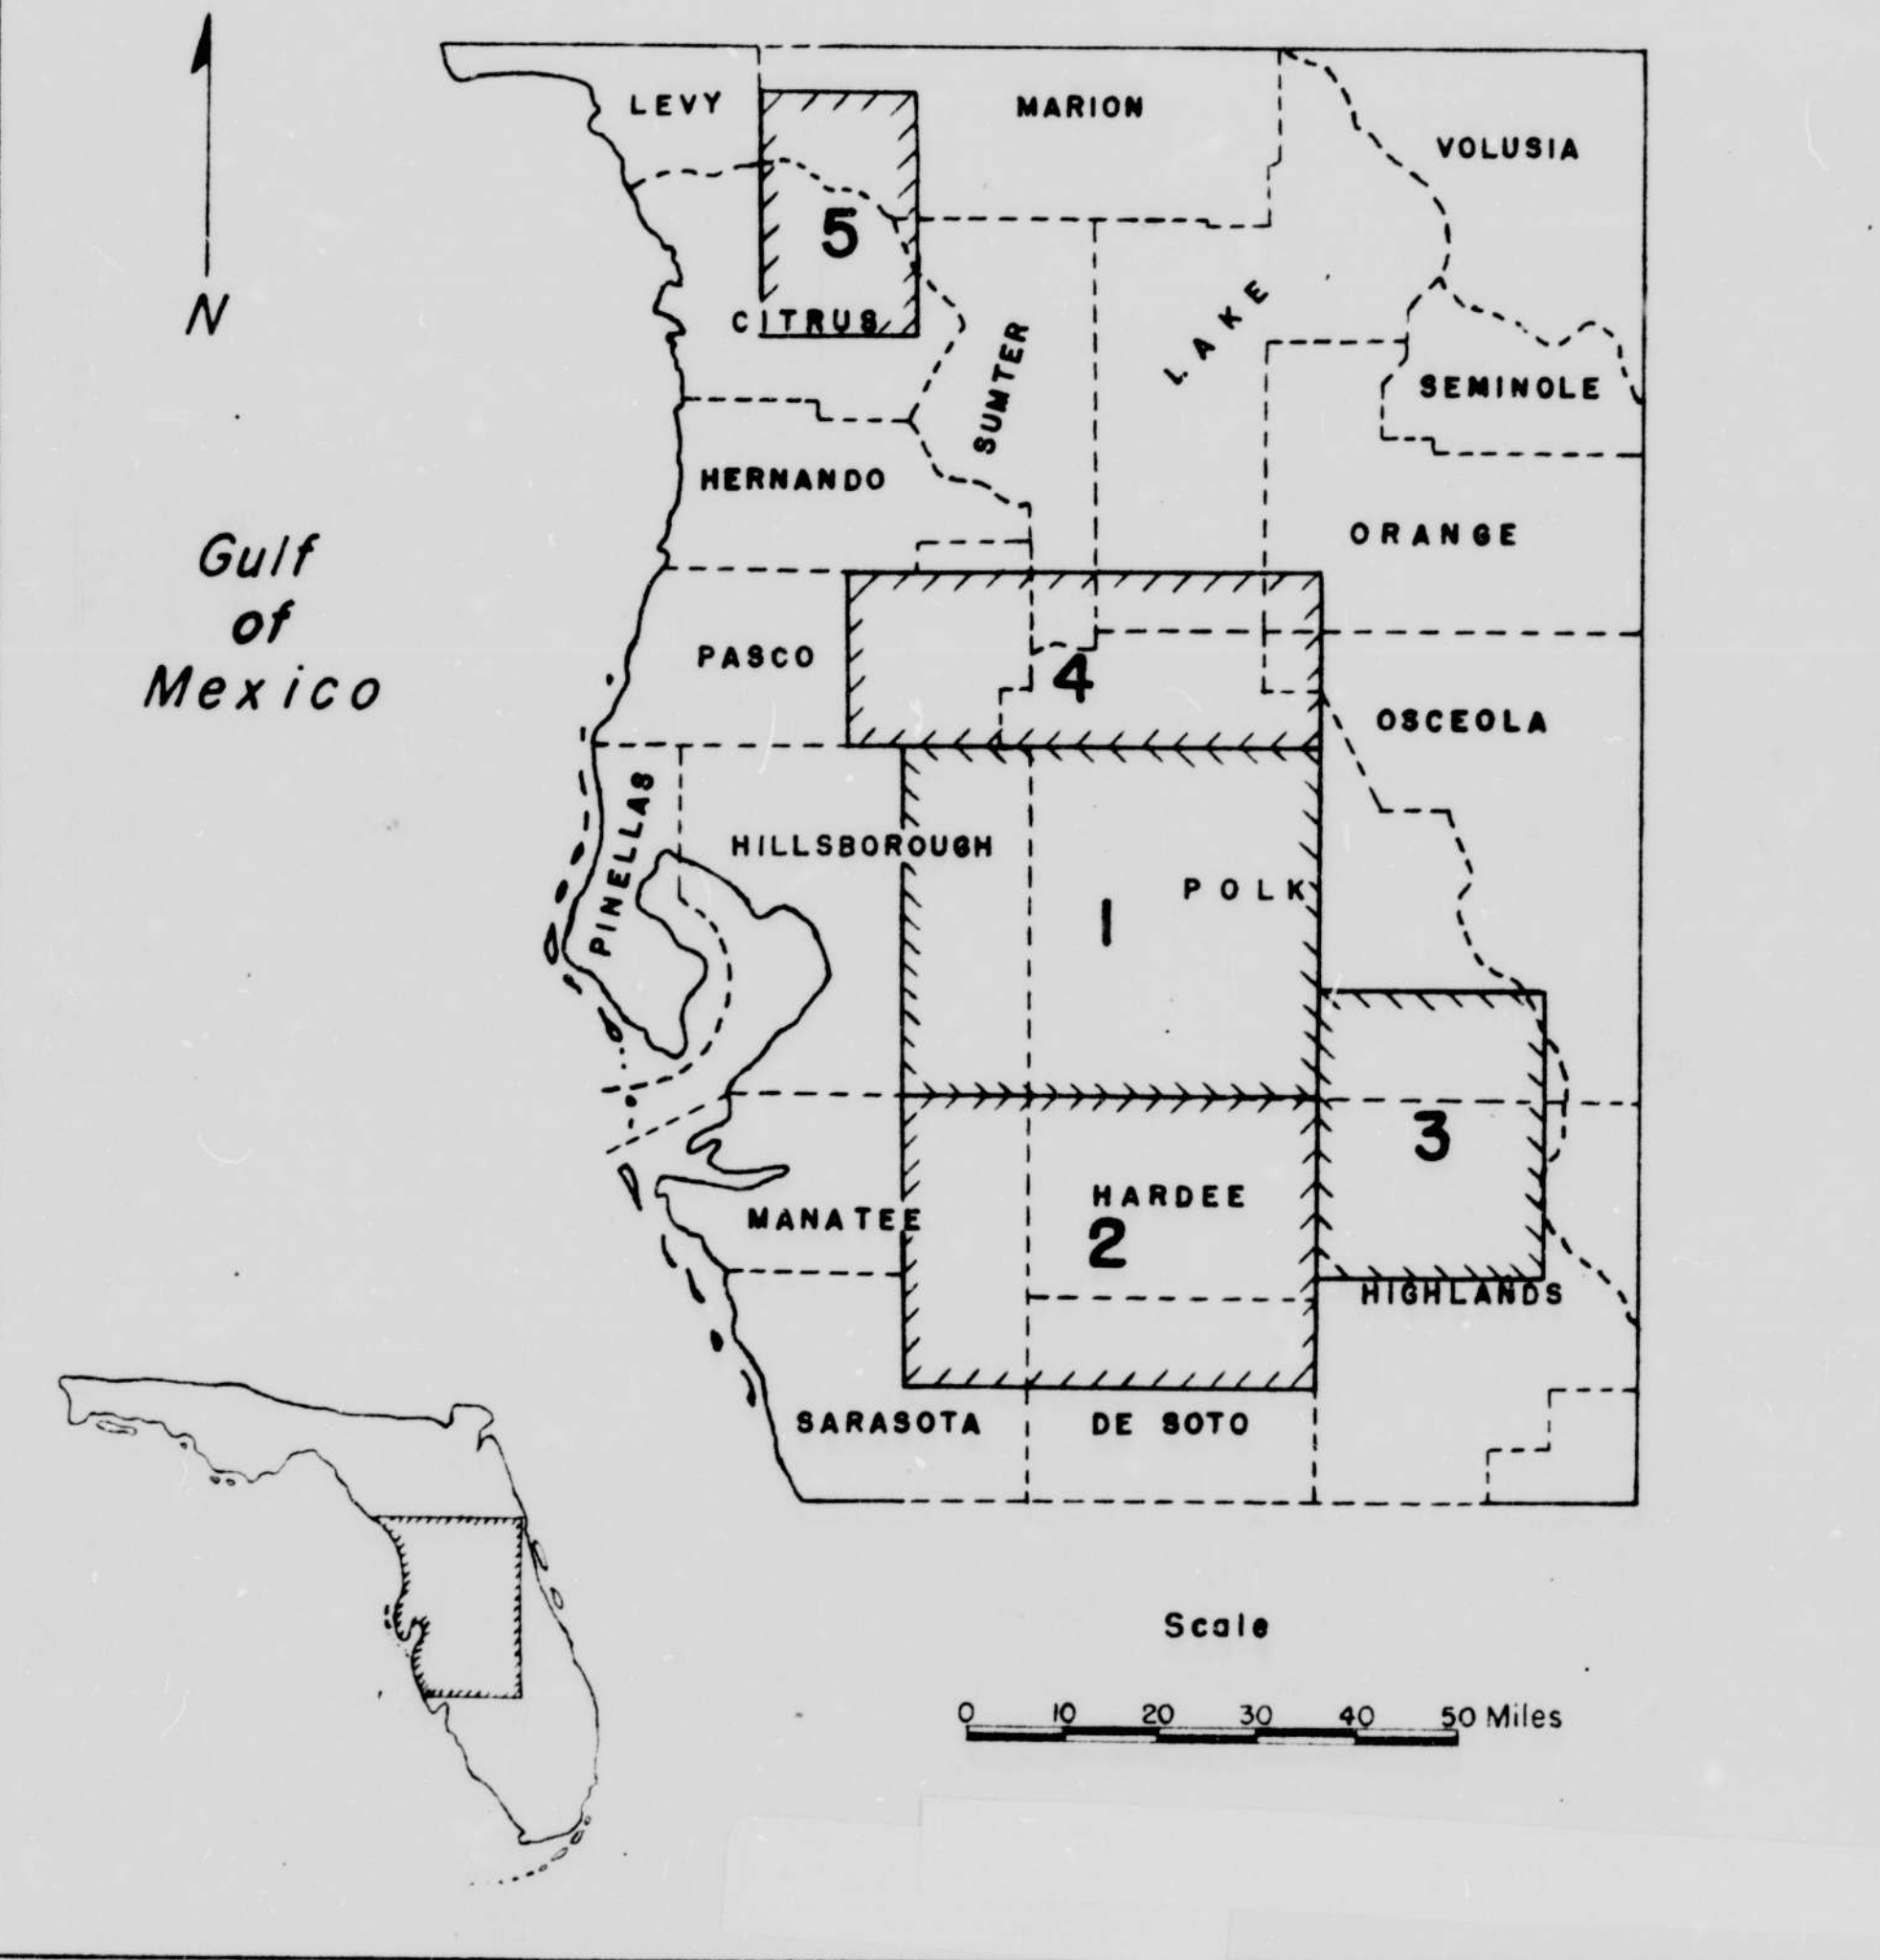 LEVY
MARION
VOLUSIA
5
CITRUS
N
SUMTER
LAKE
SEMINOLE
HERNANDO
ORANGE
Gulf
of
Mexico
PASCO
4
OSCEOLA
PINELLAS
HILLSBOROUGH
POLK
1
3
HARDEE
MANATEE
2
HIGHLANDS
SARASOTA
DE SOTO
Scale
0 10 20 30 40 50 Miles